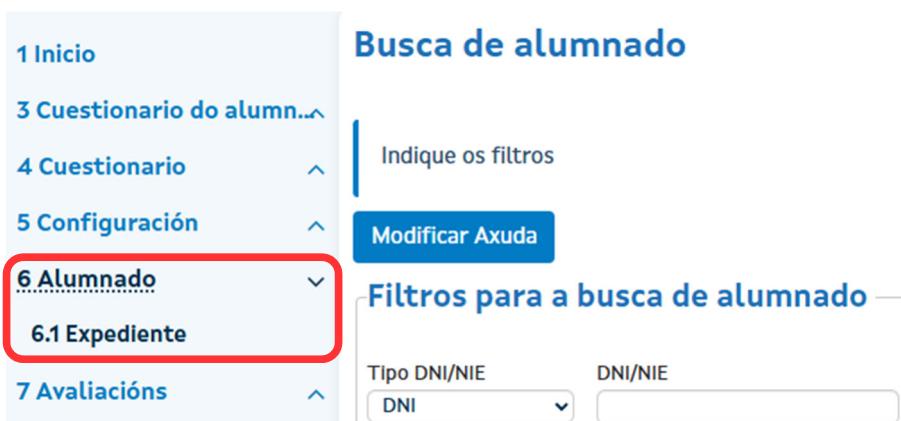 1 Inicio
3 Cuestionario do alumn...
4 Cuestionario
5 Configuración
6 Alumnado
6.1 Expediente
7 Avaliacións
Busca de alumnado
Indique os filtros
Modificar Axuda
Filtros para a busca de alumnado
Tipo DNI/NIE
DNI/NIE
DNI